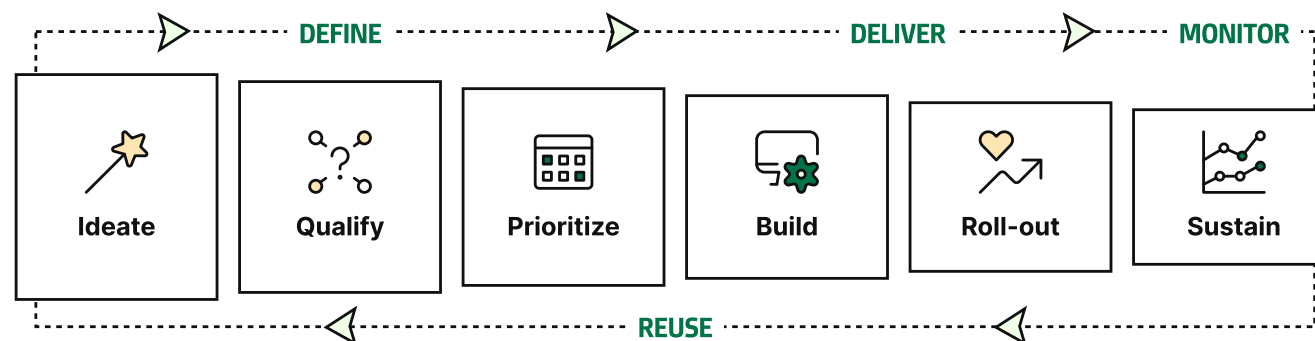 DEFINE
DELIVER
MONITOR
Ideate
Qualify
Prioritize
Build
Roll-out
Sustain
REUSE